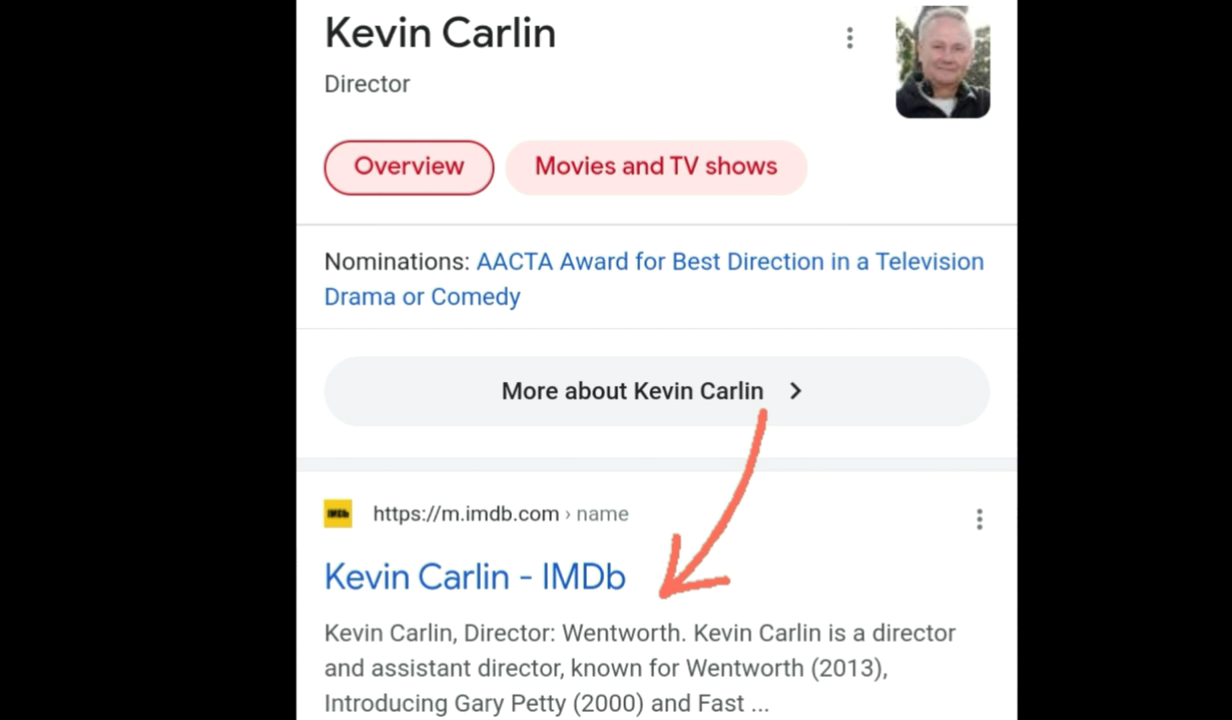 Kevin Carlin
Director
Overview
Movies and TV shows
Nominations: AACTA Award for Best Direction in a Television
Drama or Comedy
More about Kevin Carlin
IMDb
https://m.imdb.com › name
Kevin Carlin - IMDb
Kevin Carlin, Director: Wentworth. Kevin Carlin is a director
and assistant director, known for Wentworth (2013),
Introducing Gary Petty (2000) and Fast ...